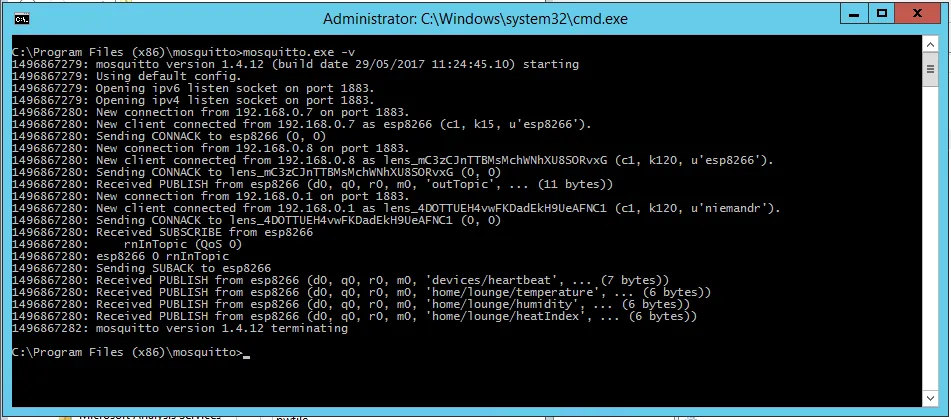 Administrator: C:\Windows\system32\cmd.exe
C:\Program Files (x86)\mosquitto>mosquitto.exe -v
1496867279: mosquitto version 1.4.12 (build date 29/05/2017 11:24:45.10) starting
1496867279: Using default config.
1496867279: Opening ipv6 listen socket on port 1883.
1496867279: Opening ipv4 listen socket on port 1883.
1496867280: New connection from 192.168.0.7 on port 1883.
1496867280: New client connected from 192.168.0.7 as esp8266 (c1, k15, u'esp8266').
1496867280: Sending CONNACK to esp8266 (0, 0)
1496867280: New connection from 192.168.0.8 on port 1883.
1496867280: New client connected from 192.168.0.8 as lens_mC3zCJnTTBMsMchWNhXU8SORvxG (c1, k120, u'esp8266').
1496867280: Sending CONNACK to lens_mC3zCJnTTBMsMchWNhXU8SORvxG (0, 0)
1496867280: Received PUBLISH from esp8266 (d0, q0, r0, m0, 'outTopic', ... (11 bytes))
1496867280: New connection from 192.168.0.1 on port 1883.
1496867280: New client connected from 192.168.0.1 as lens_4DOTTUEH4vwFKDadEkH9UeAFNC1 (c1, k120, u'niemandr').
1496867280: Sending CONNACK to lens_4DOTTUEH4vwFKDadEkH9UeAFNC1 (0, 0)
1496867280: Received SUBSCRIBE from esp8266
1496867280:     rnInTopic (QoS 0)
1496867280: esp8266 0 rnInTopic
1496867280: Sending SUBACK to esp8266
1496867280: Received PUBLISH from esp8266 (d0, q0, r0, m0, 'devices/heartbeat', ... (7 bytes))
1496867280: Received PUBLISH from esp8266 (d0, q0, r0, m0, 'home/lounge/temperature', ... (6 bytes))
1496867280: Received PUBLISH from esp8266 (d0, q0, r0, m0, 'home/lounge/humidity', ... (6 bytes))
1496867280: Received PUBLISH from esp8266 (d0, q0, r0, m0, 'home/lounge/heatIndex', ... (6 bytes))
1496867282: mosquitto version 1.4.12 terminating
C:\Program Files (x86)\mosquitto>
Microsoft Analysis Services